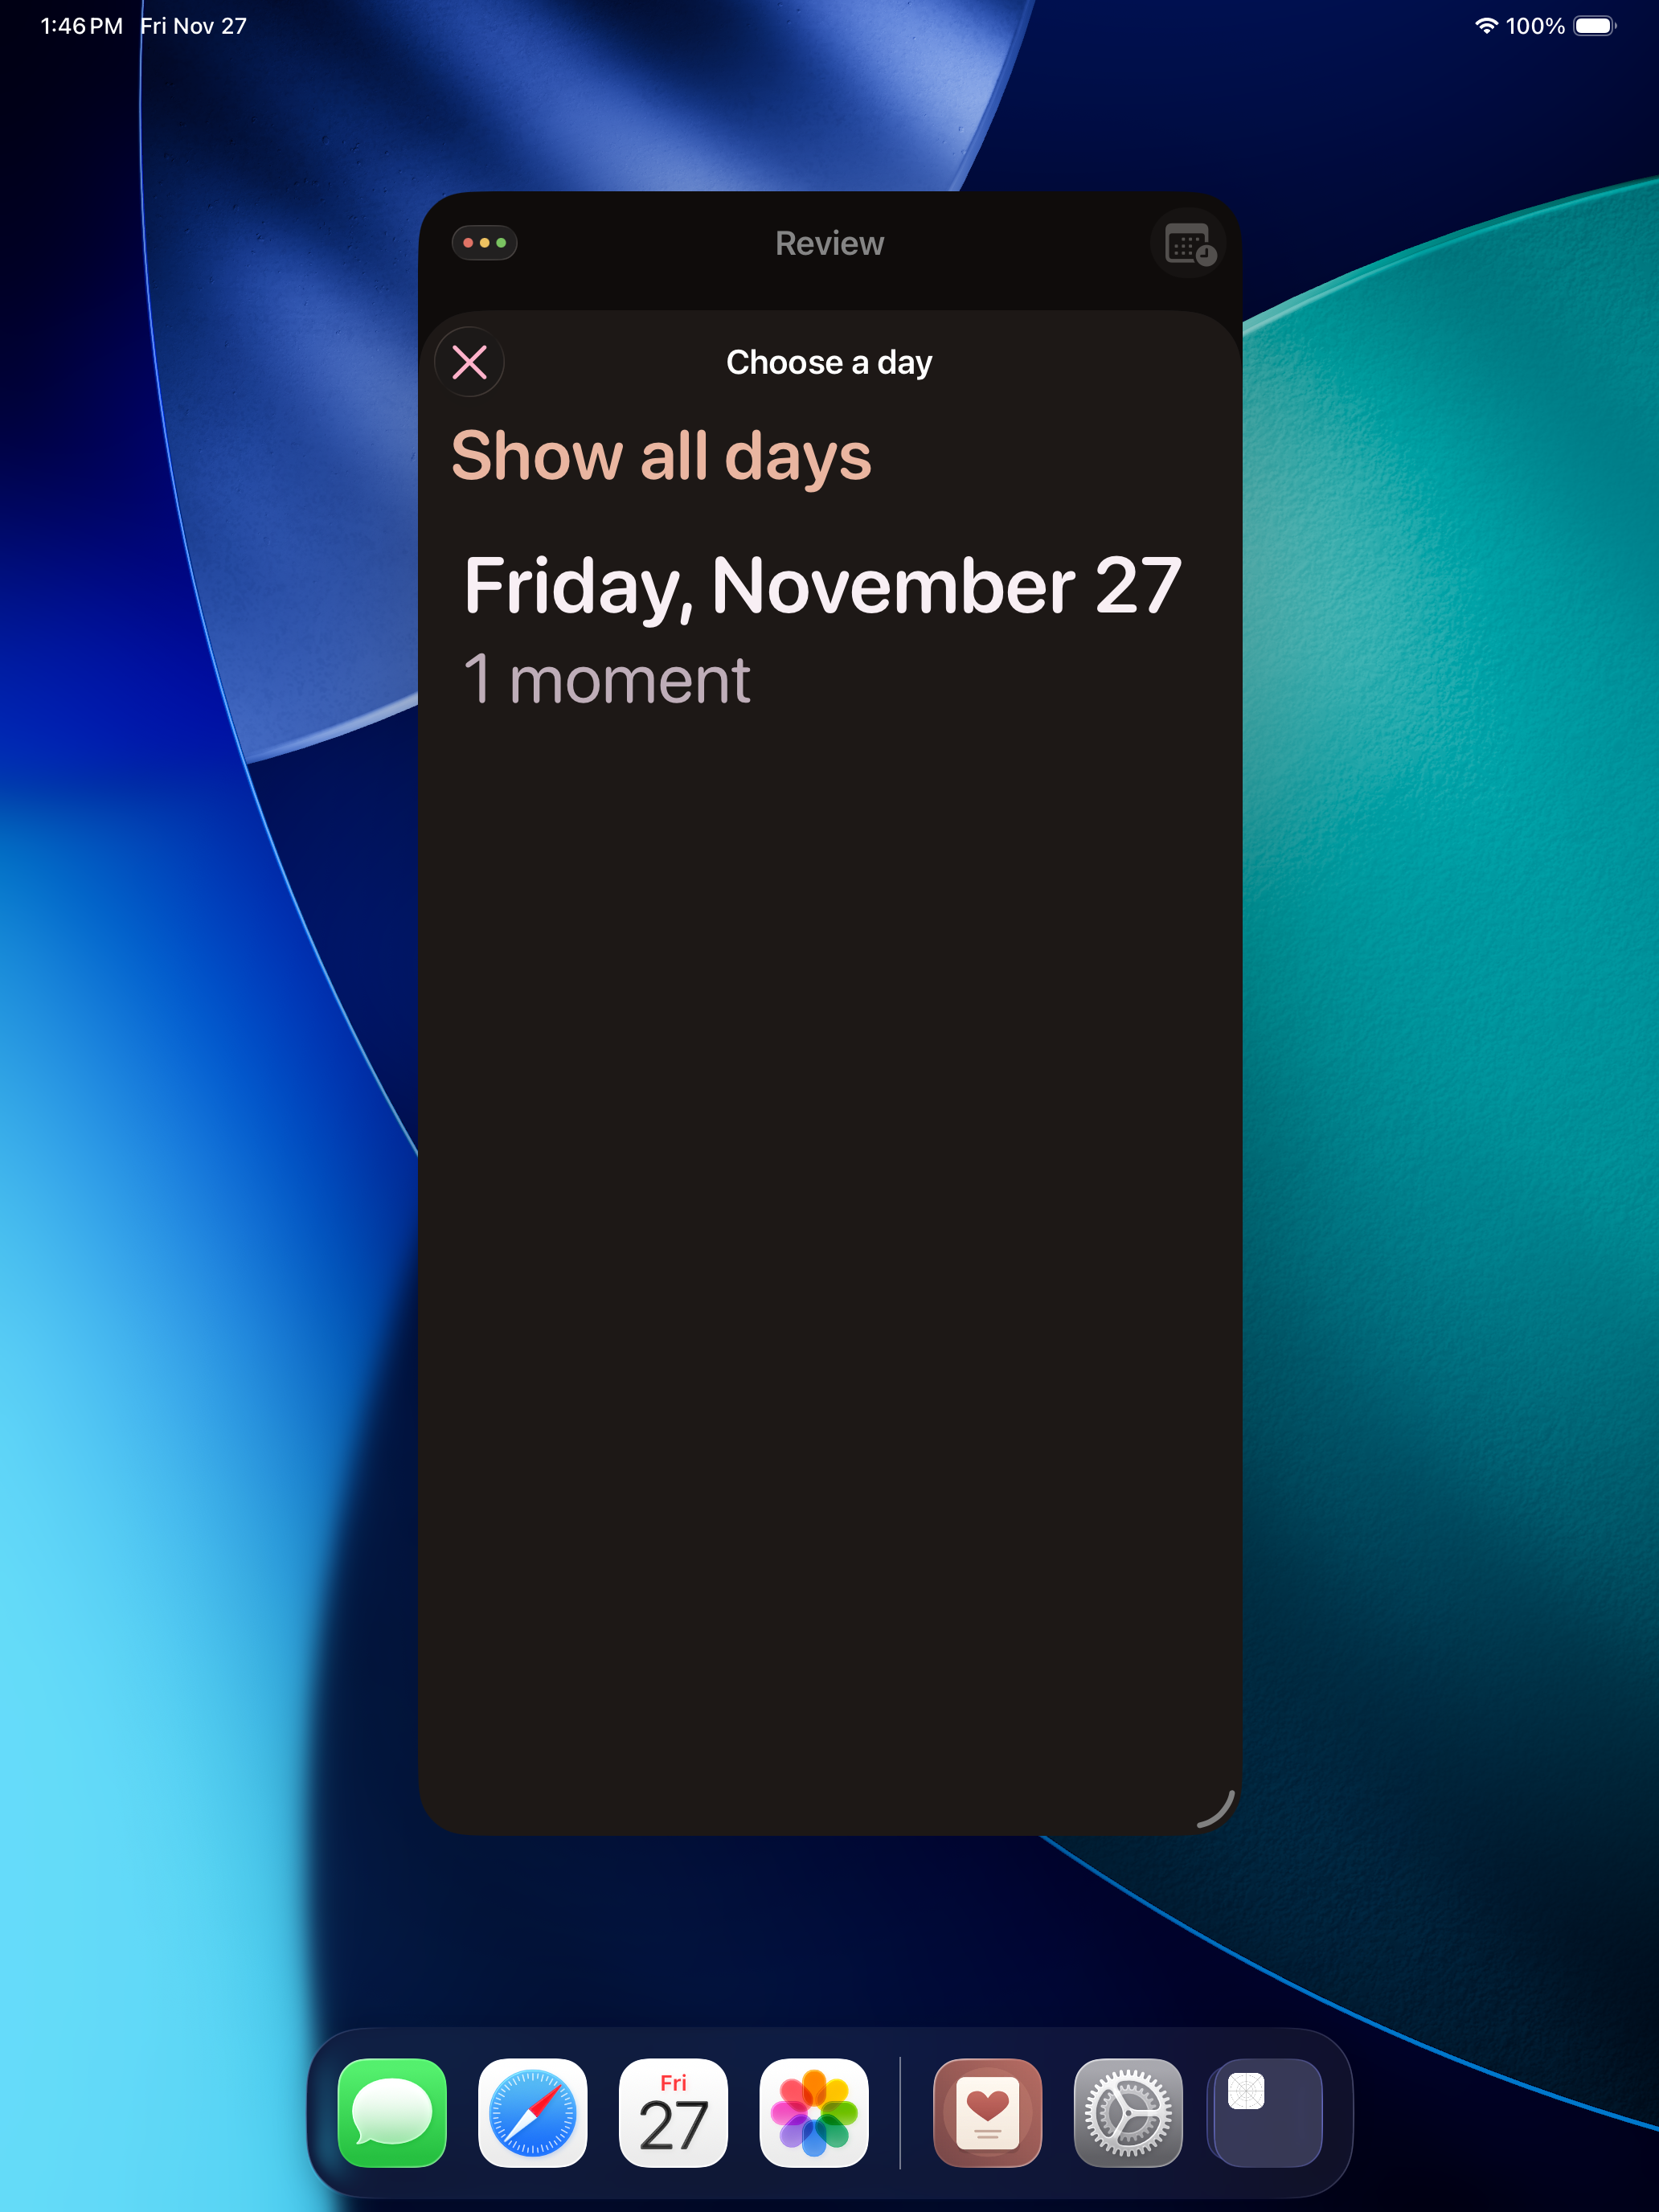 1:46 PM Fri Nov 27
100%
Review
Choose a day
Show all days
Friday, November 27
1 moment
Fri
27